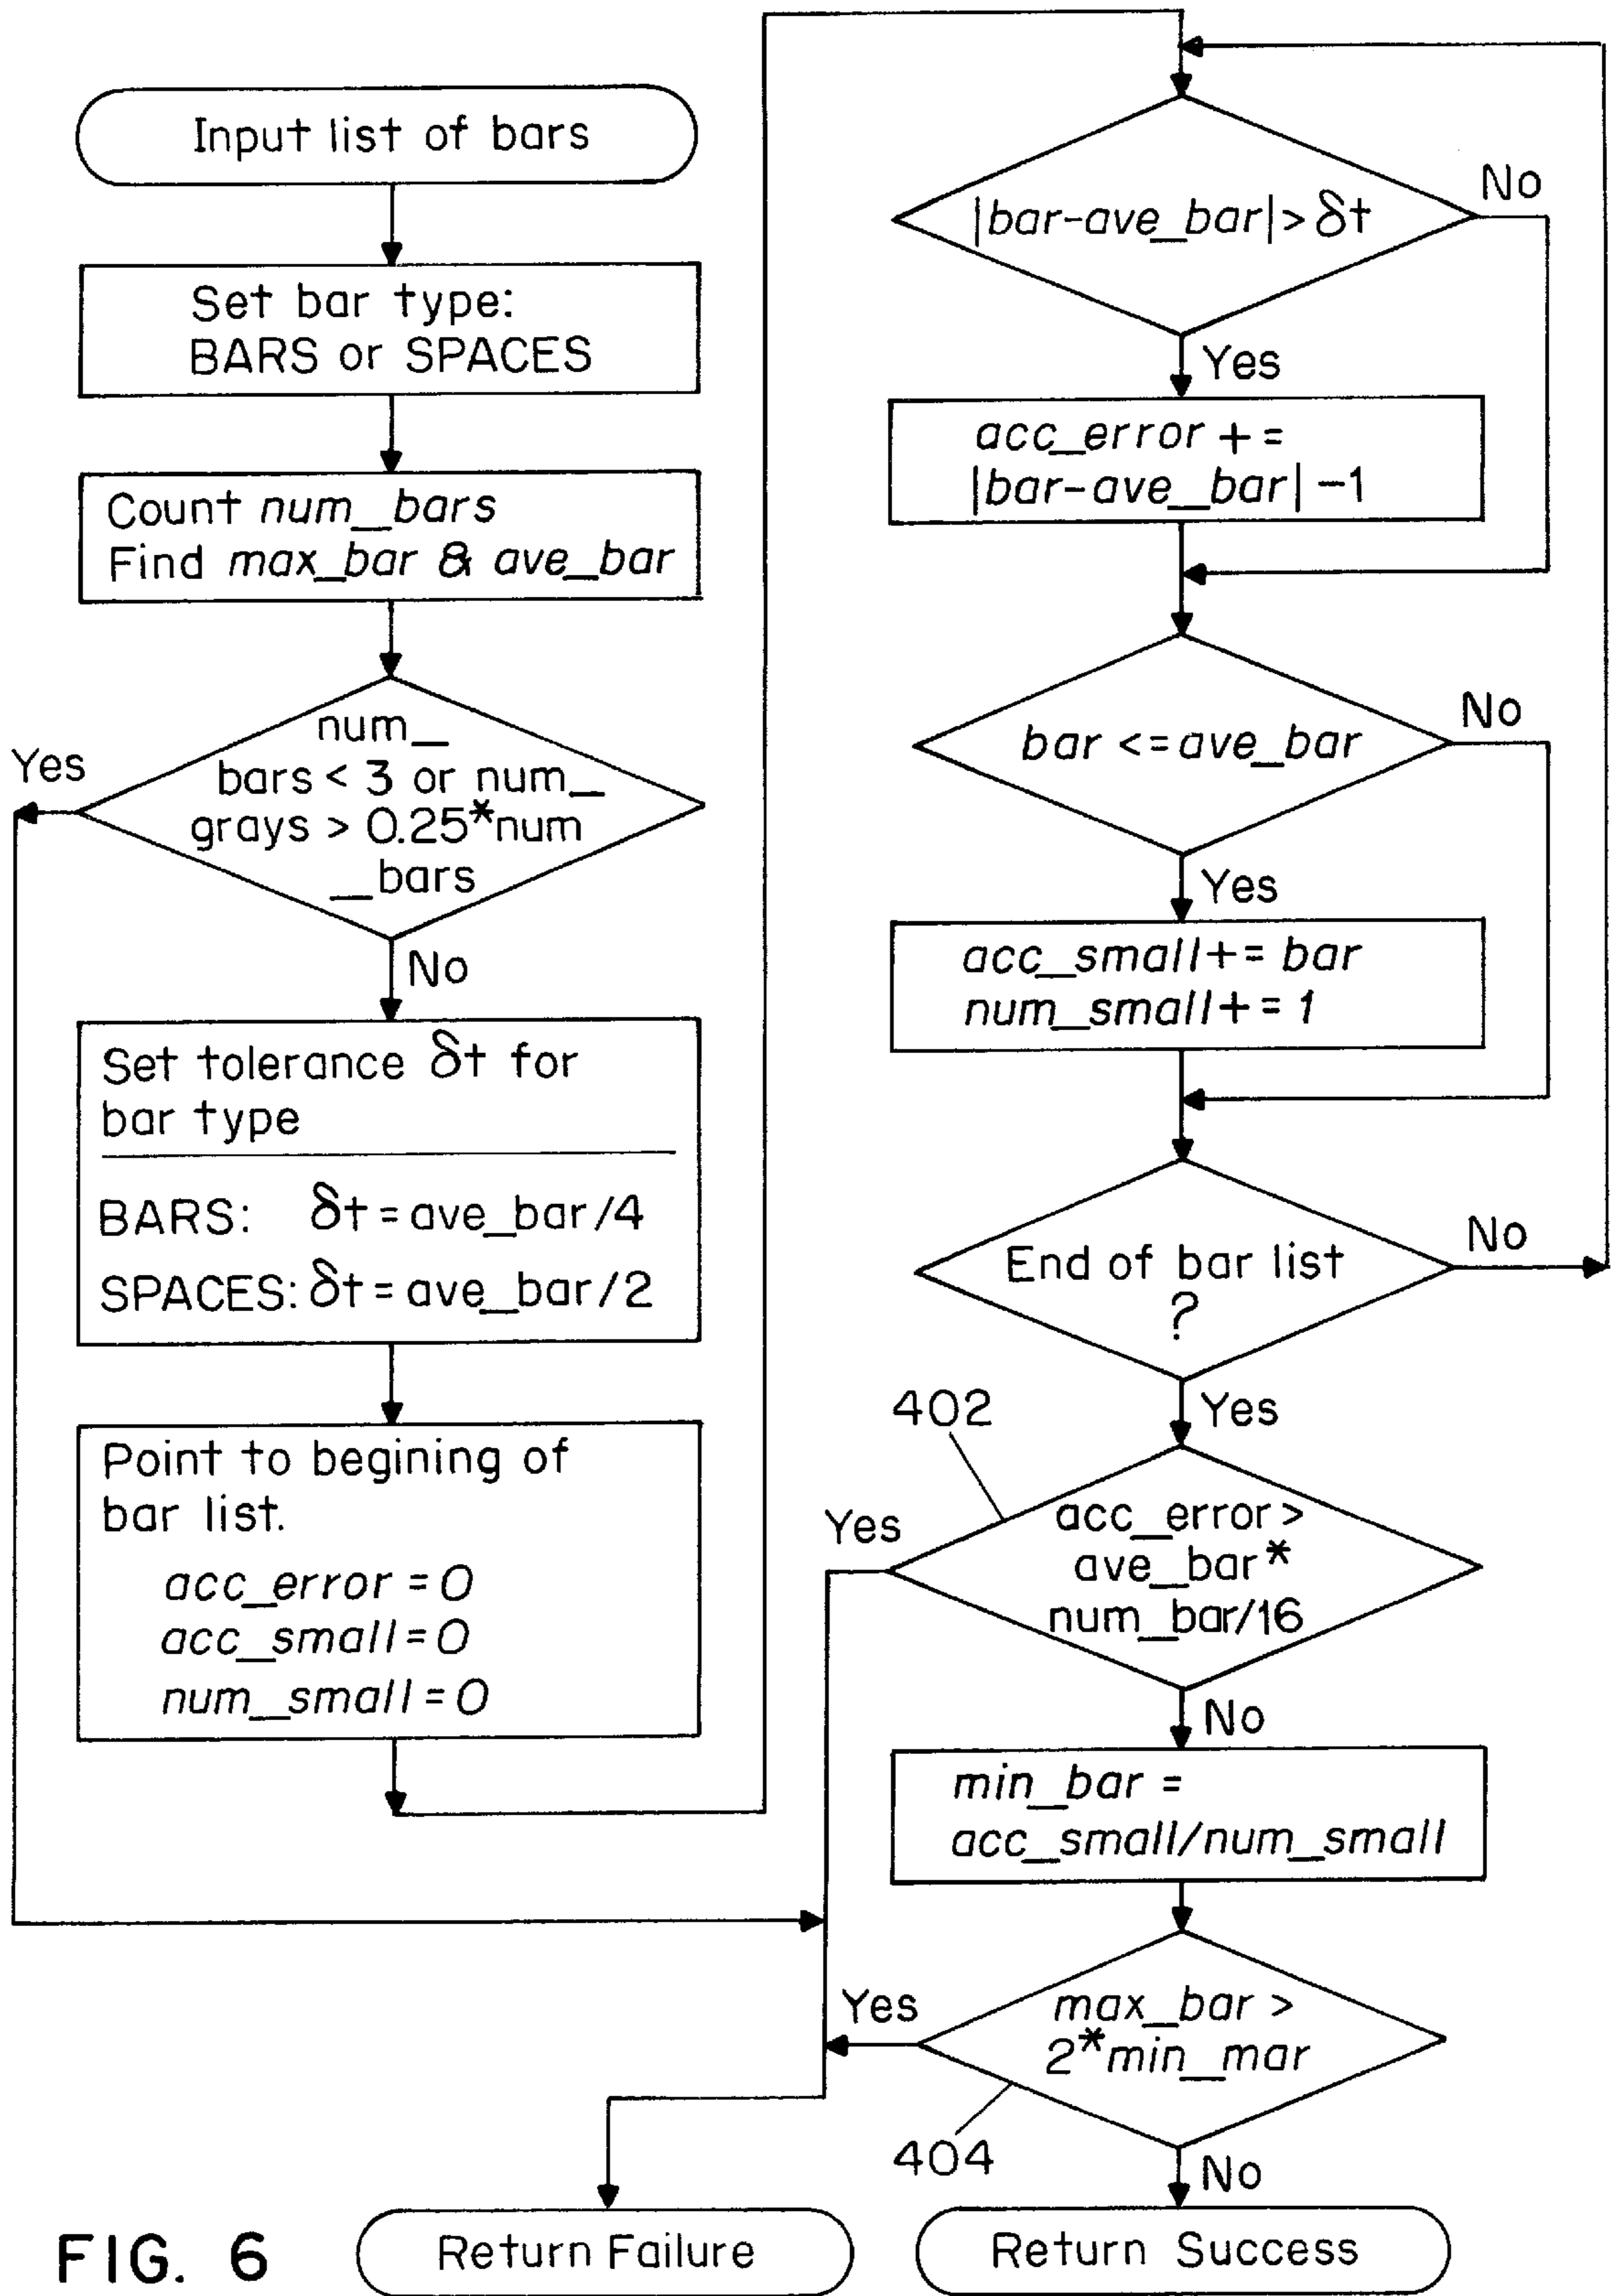 Input list of bars
Set bar type:
BARS or SPACES
Count num_bars
Find max_bar & ave_bar
num_
bars < 3 or num_
grays > 0.25*num
_bars
Yes
No
Set tolerance δt for
bar type
BARS: δt = ave_bar/4
SPACES: δt = ave_bar/2
Point to begining of
bar list.
acc_error = 0
acc_small = 0
num_small = 0
|bar-ave_bar| > δt
No
Yes
acc_error + =
|bar-ave_bar| -1
bar <= ave_bar
No
Yes
acc_small + = bar
num_small + = 1
End of bar list
?
No
Yes
402
acc_error >
ave_bar*
num_bar/16
Yes
No
min_bar =
acc_small/num_small
max_bar >
2*min_mar
Yes
404
No
Return Failure
Return Success
FIG. 6